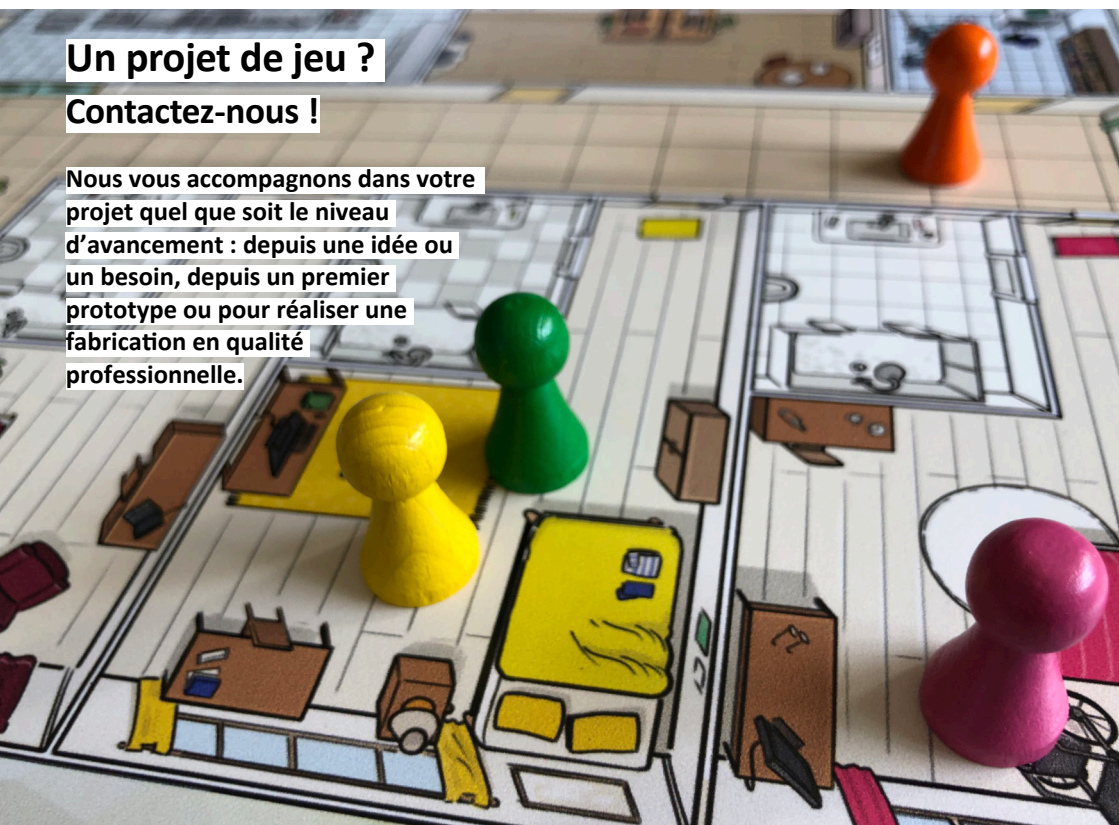 Un projet de jeu ?
Contactez-nous !
Nous vous accompagnons dans votre
projet quel que soit le niveau
d’avancement : depuis une idée ou
un besoin, depuis un premier
prototype ou pour réaliser une
fabrication en qualité
professionnelle.